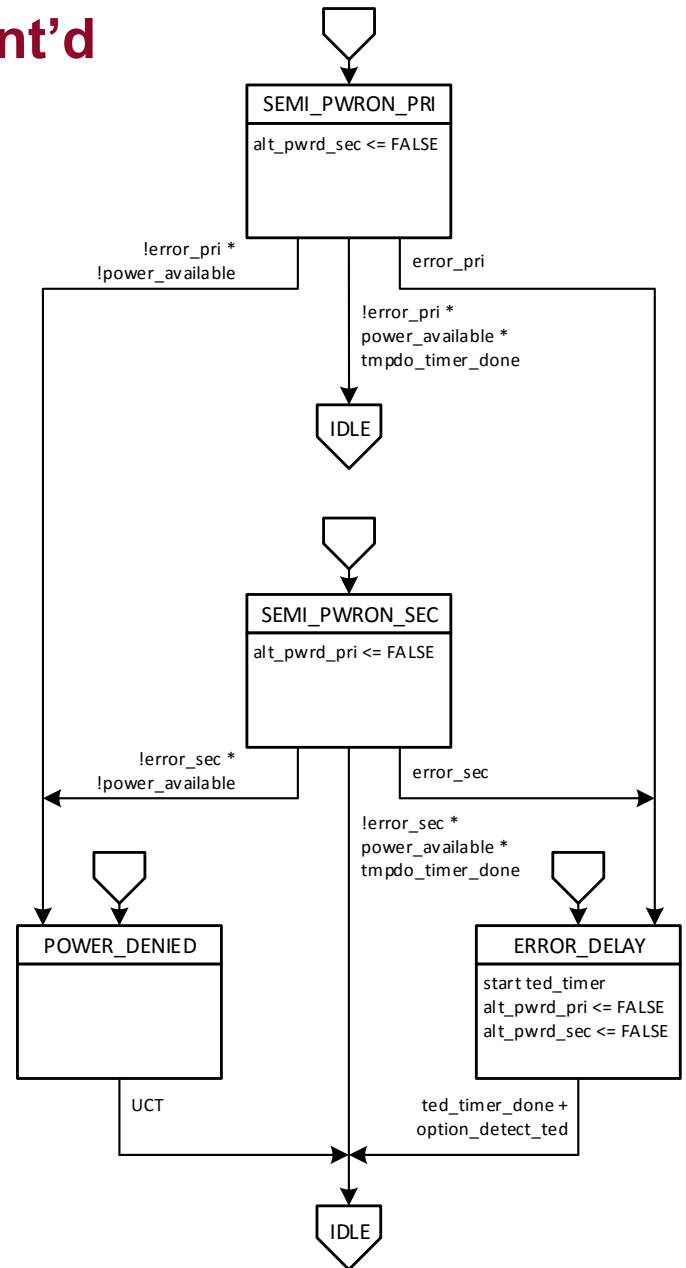 nt’d
SEMI_PWRON_PRI
alt_pwrd_sec <= FALSE
!error_pri *
!power_available
error_pri
!error_pri *
power_available *
tmpdo_timer_done
IDLE
SEMI_PWRON_SEC
alt_pwrd_pri <= FALSE
!error_sec *
!power_available
error_sec
!error_sec *
power_available *
tmpdo_timer_done
POWER_DENIED
ERROR_DELAY
start ted_timer
alt_pwrd_pri <= FALSE
alt_pwrd_sec <= FALSE
UCT
ted_timer_done +
option_detect_ted
IDLE